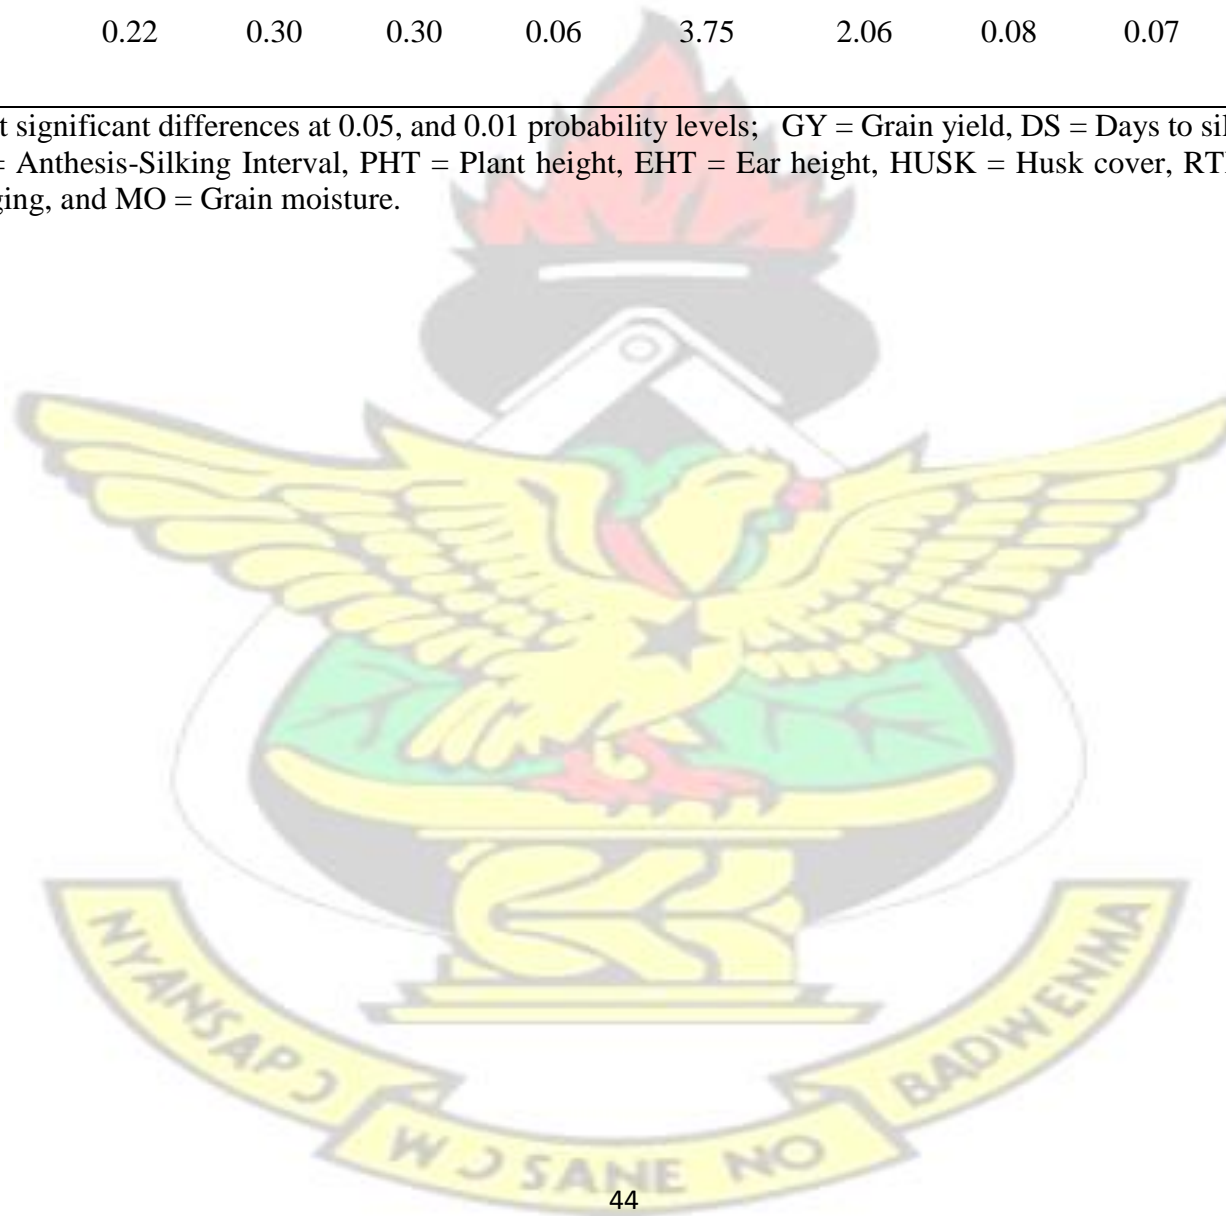 0.22 0.30 0.30 0.06 3.75 2.06 0.08 0.07
t significant differences at 0.05, and 0.01 probability levels; GY = Grain yield, DS = Days to sil
= Anthesis-Silking Interval, PHT = Plant height, EHT = Ear height, HUSK = Husk cover, RT
ging, and MO = Grain moisture.
NYANSAPƆ
WƆSANE NO
BADWENMA
44